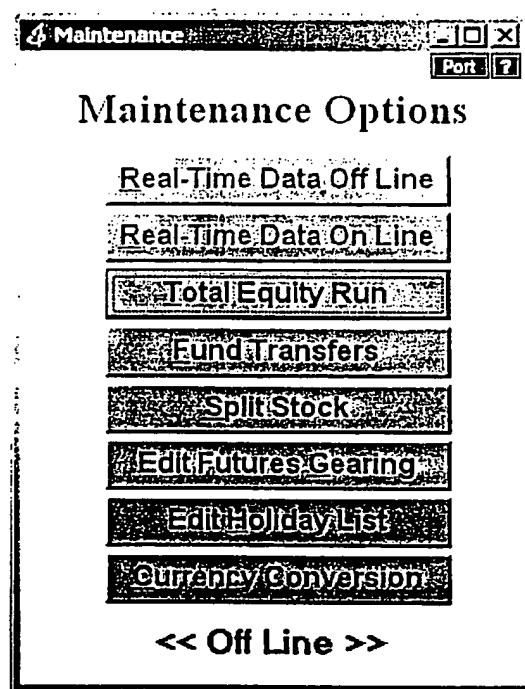 Maintenance
Port ?
Maintenance Options
Real-Time Data Off Line
Real-Time Data On Line
Total Equity Run
Fund Transfers
Split Stock
Edit Futures Gearing
Edit Holiday List
Currency Conversion
<< Off Line >>